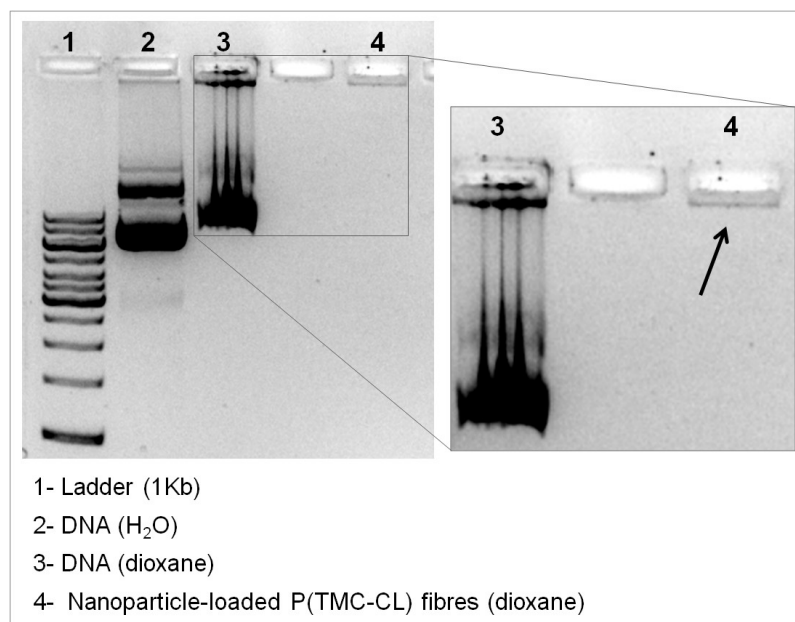 1 2 3 4
3 4
1- Ladder (1Kb)
2- DNA (H₂O)
3- DNA (dioxane)
4- Nanoparticle-loaded P(TMC-CL) fibres (dioxane)